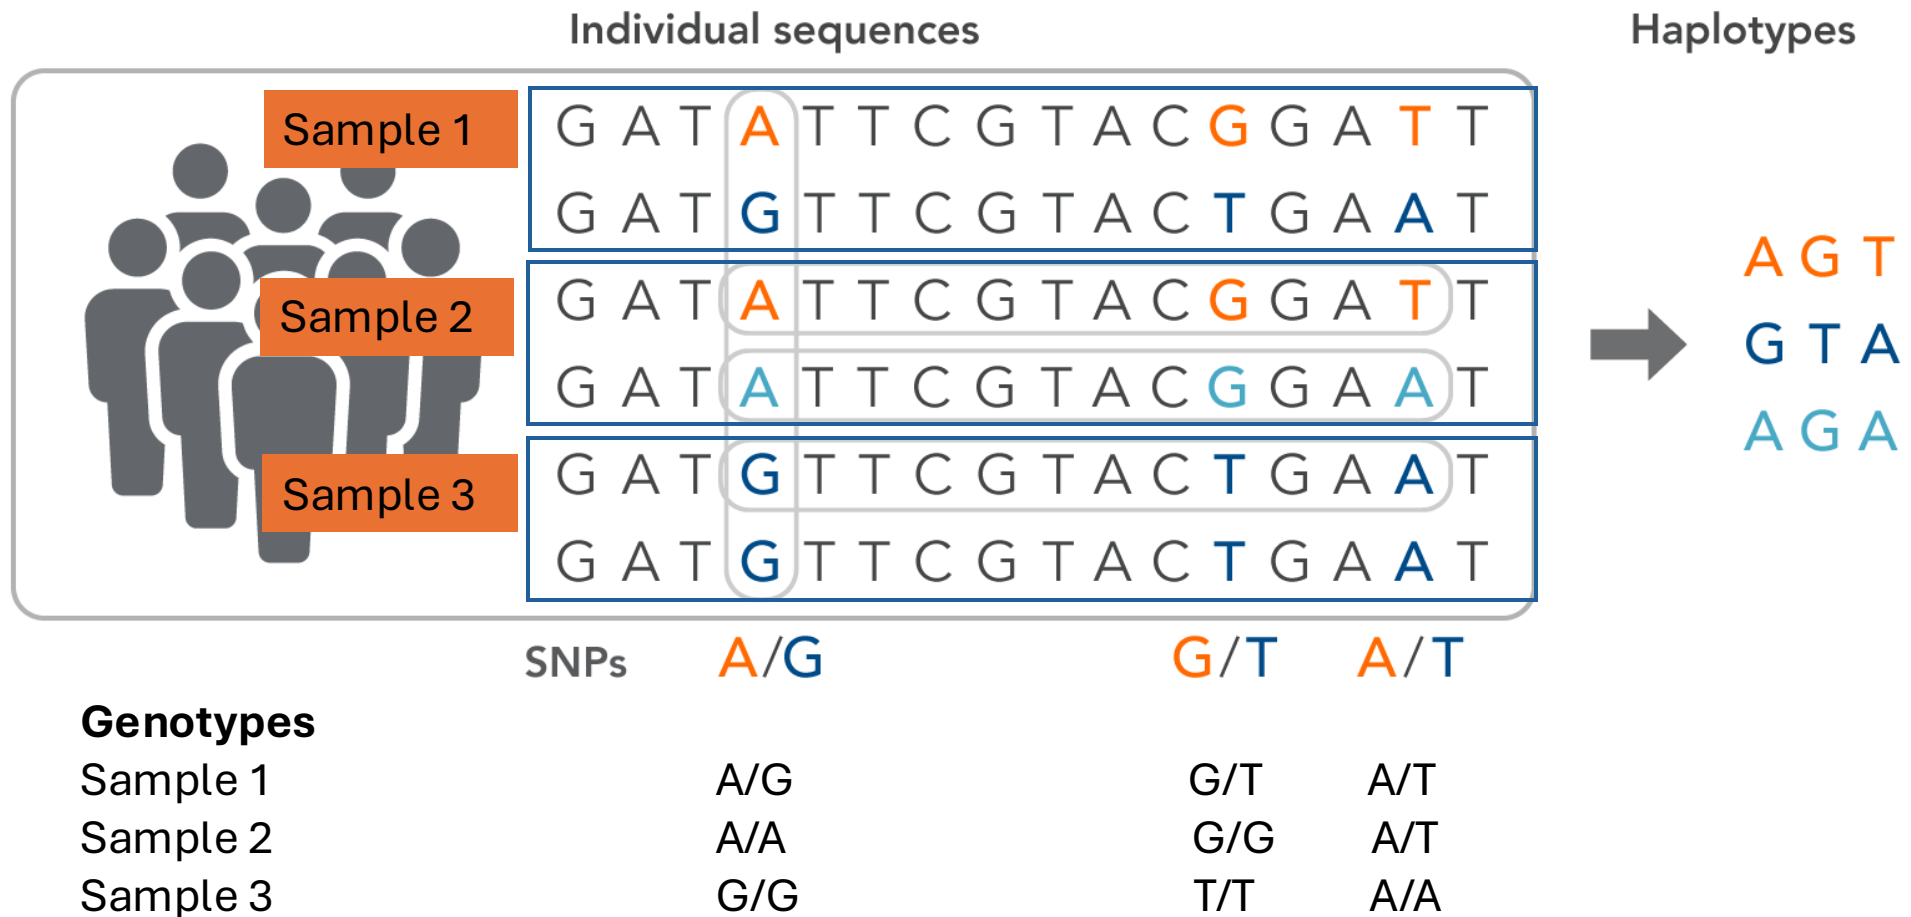 Individual sequences Haplotypes
Sample 1 G A T A T T C G T A C G G A T T
G A T G T T C G T A C T G A A T
A G T
Sample 2 G A T A T T C G T A C G G A T T
G T A
G A T A T T C G T A C G G A A T
A G A
Sample 3 G A T G T T C G T A C T G A A T
G A T G T T C G T A C T G A A T
SNPs A/G G/T A/T
Genotypes
Sample 1 A/G G/T A/T
Sample 2 A/A G/G A/T
Sample 3 G/G T/T A/A